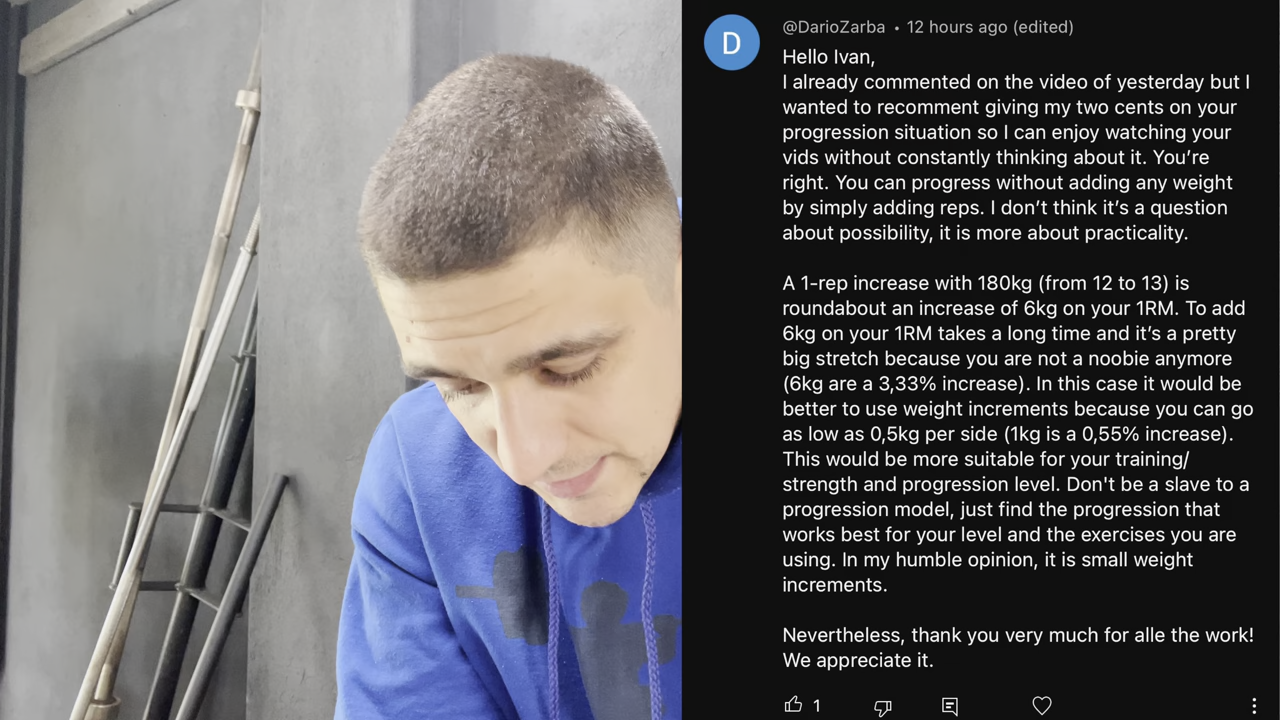 D
@DarioZarba • 12 hours ago (edited)
Hello Ivan,
I already commented on the video of yesterday but I
wanted to recomment giving my two cents on your
progression situation so I can enjoy watching your
vids without constantly thinking about it. You’re
right. You can progress without adding any weight
by simply adding reps. I don’t think it’s a question
about possibility, it is more about practicality.
A 1-rep increase with 180kg (from 12 to 13) is
roundabout an increase of 6kg on your 1RM. To add
6kg on your 1RM takes a long time and it’s a pretty
big stretch because you are not a noobie anymore
(6kg are a 3,33% increase). In this case it would be
better to use weight increments because you can go
as low as 0,5kg per side (1kg is a 0,55% increase).
This would be more suitable for your training/
strength and progression level. Don't be a slave to a
progression model, just find the progression that
works best for your level and the exercises you are
using. In my humble opinion, it is small weight
increments.
Nevertheless, thank you very much for alle the work!
We appreciate it.
1